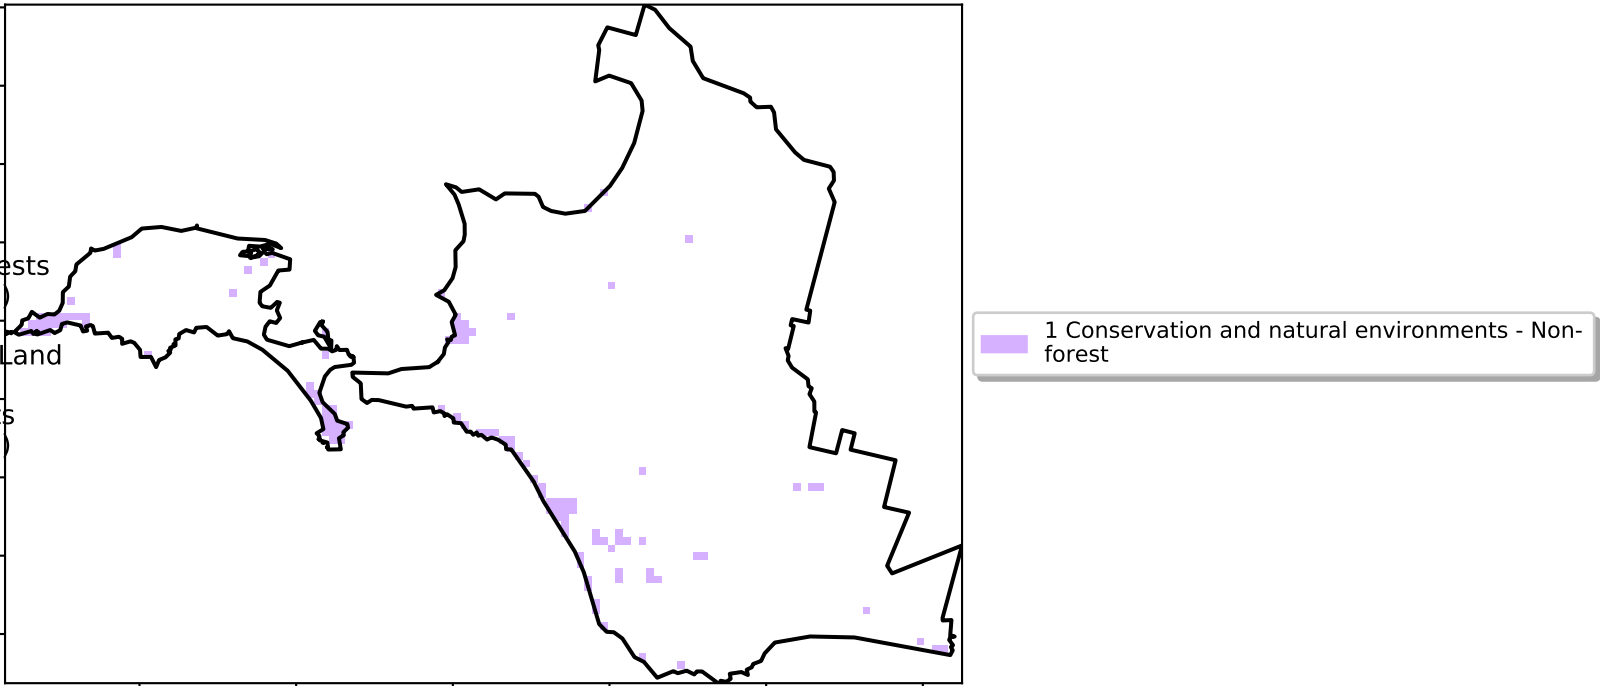 ests
)
Land
s
)
1 Conservation and natural environments - Non-
forest